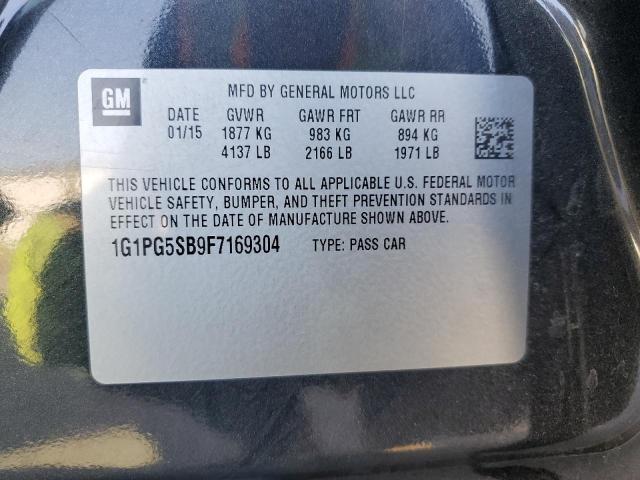 GM
MFD BY GENERAL MOTORS LLC
DATE GVWR GAWR FRT GAWR RR
01/15 1877 KG 983 KG 894 KG
4137 LB 2166 LB 1971 LB
THIS VEHICLE CONFORMS TO ALL APPLICABLE U.S. FEDERAL MOTOR
VEHICLE SAFETY, BUMPER, AND THEFT PREVENTION STANDARDS IN
EFFECT ON THE DATE OF MANUFACTURE SHOWN ABOVE.
1G1PG5SB9F7169304 TYPE: PASS CAR